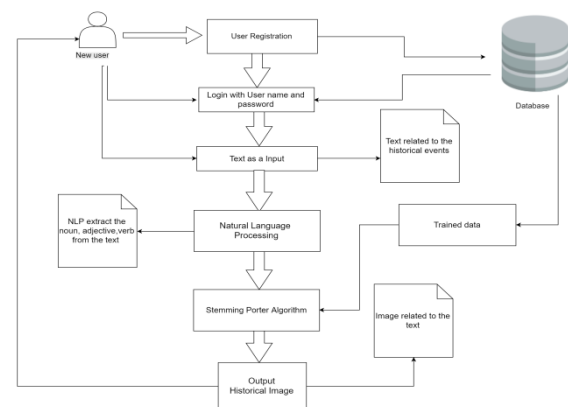 New user
User Registration
Database
Login with User name and
password
Text related to the
historical events
Text as a Input
NLP extract the
noun, adjective,verb
from the text
Natural Language
Processing
Trained data
Stemming Porter Algorithm
Image related to the
text
Output
Historical Image